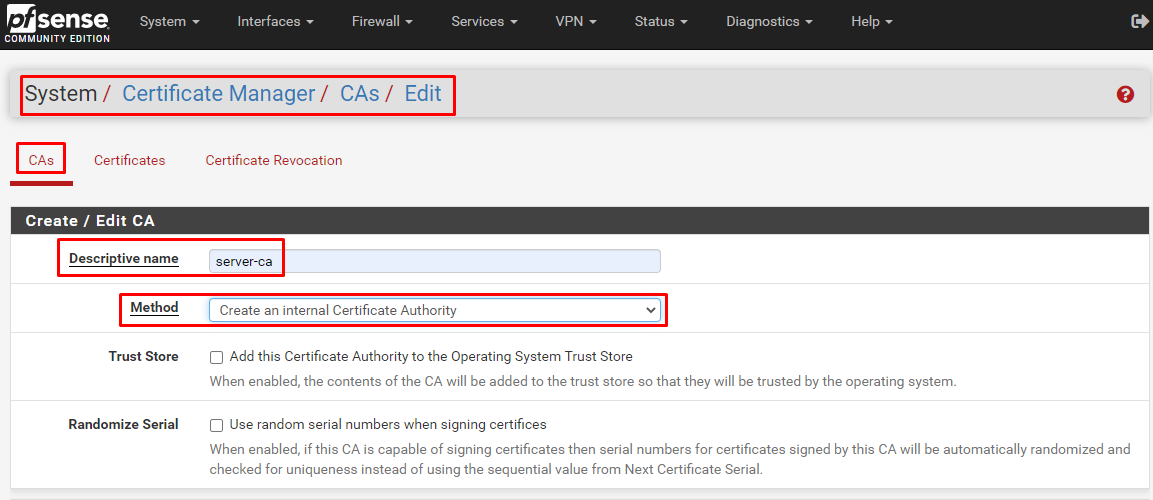 pfsense System Interfaces Firewall Services VPN Status Diagnostics Help
COMMUNITY EDITION
System / Certificate Manager / CAs / Edit
CAs Certificates Certificate Revocation
Create / Edit CA
Descriptive name server-ca
Method Create an internal Certificate Authority
Trust Store Add this Certificate Authority to the Operating System Trust Store
When enabled, the contents of the CA will be added to the trust store so that they will be trusted by the operating system.
Randomize Serial Use random serial numbers when signing certifices
When enabled, if this CA is capable of signing certificates then serial numbers for certificates signed by this CA will be automatically randomized and
checked for uniqueness instead of using the sequential value from Next Certificate Serial.